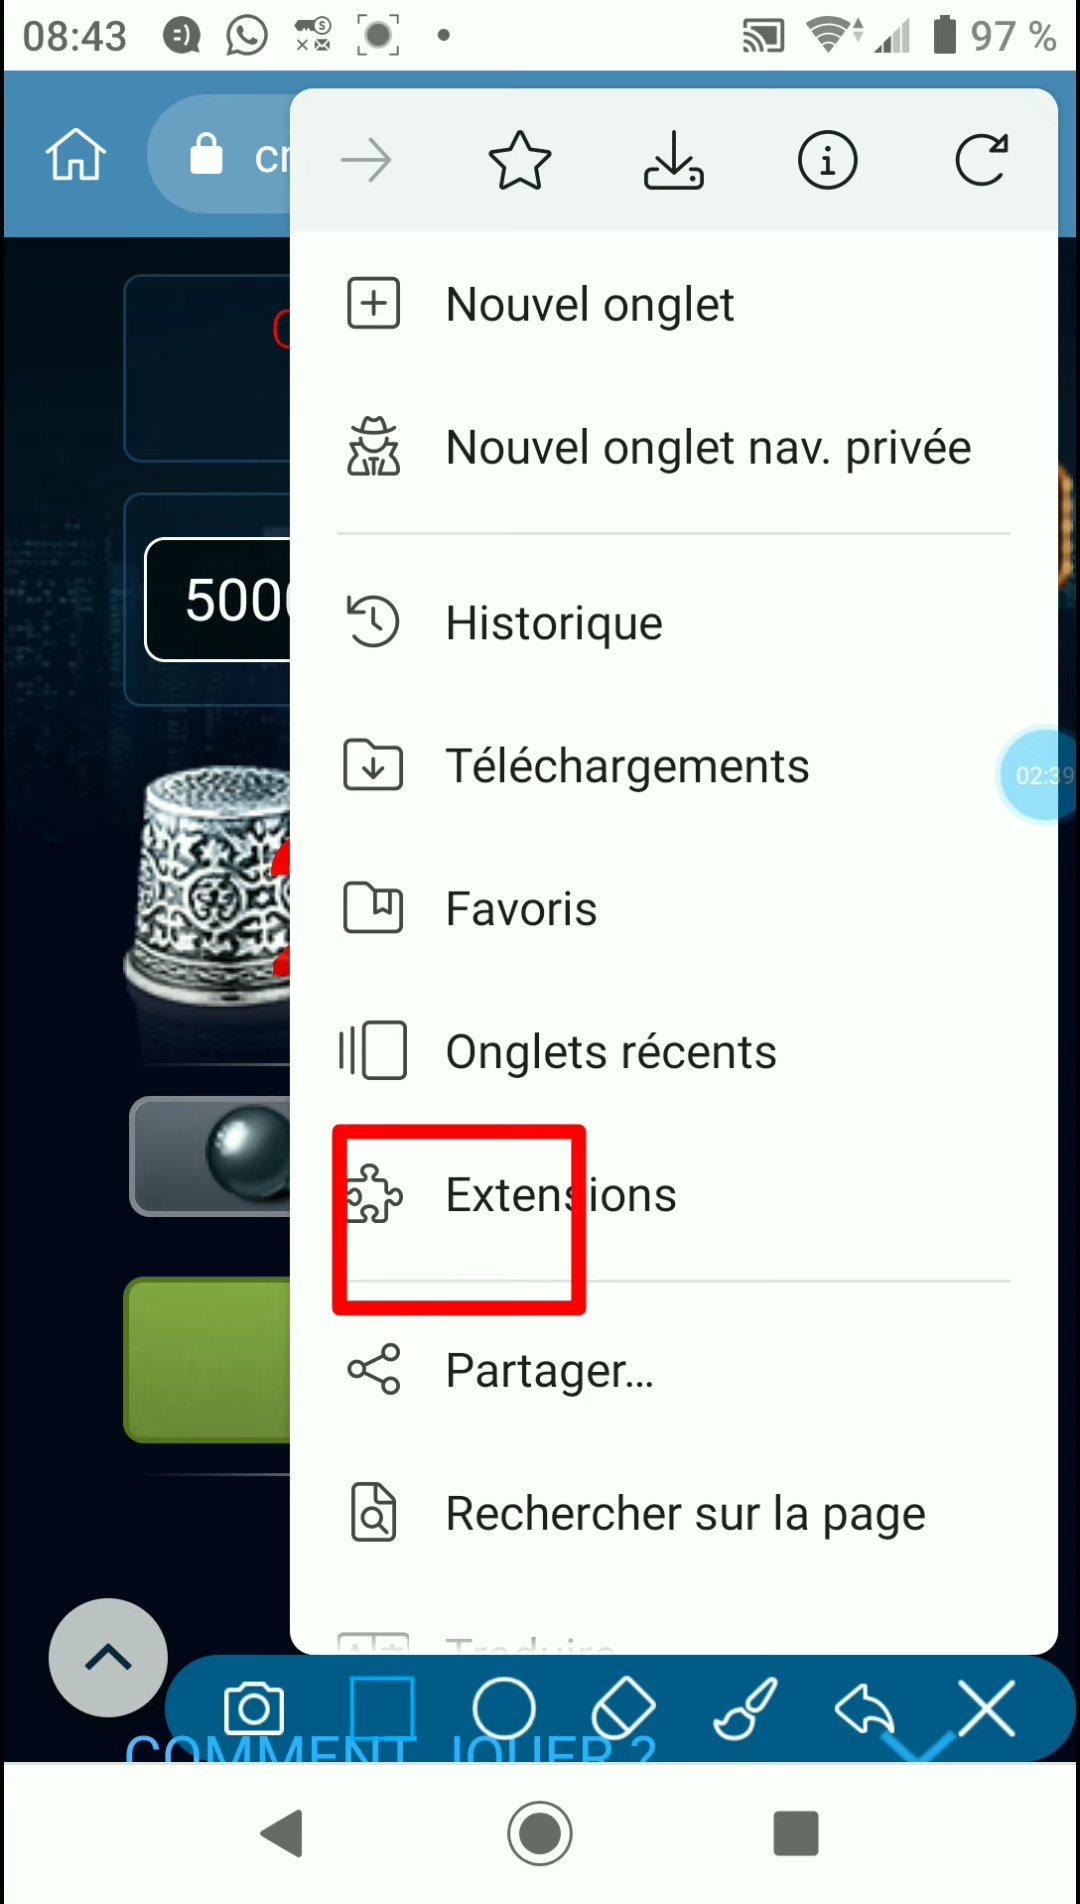 08:43
97 %
Nouvel onglet
Nouvel onglet nav. privée
500
Historique
Téléchargements
02:39
Favoris
Onglets récents
Extensions
Partager...
Rechercher sur la page
Traduire
COMMENT JOUER ?